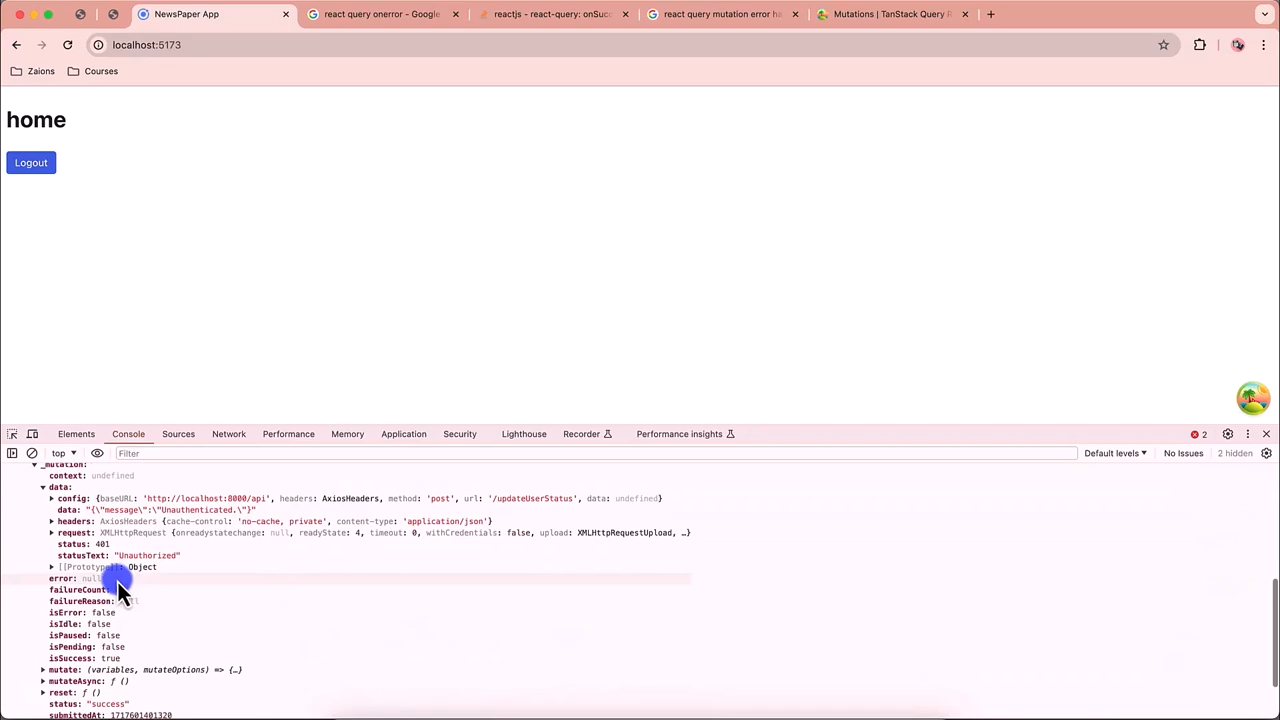 NewsPaper App
react query onerror - Google
reactjs - react-query: onSucc
react query mutation error ha
Mutations | TanStack Query R
localhost:5173
Zaions
Courses
home
Logout
Elements
Console
Sources
Network
Performance
Memory
Application
Security
Lighthouse
Recorder
Performance insights
2
top
Filter
Default levels
No Issues
2 hidden
_mutation:
context: undefined
data:
config: {baseURL: 'http://localhost:8000/api', headers: AxiosHeaders, method: 'post', url: '/updateUserStatus', data: undefined}
data: "{\"message\":\"Unauthenticated.\"}"
headers: AxiosHeaders {cache-control: 'no-cache, private', content-type: 'application/json'}
request: XMLHttpRequest {onreadystatechange: null, readyState: 4, timeout: 0, withCredentials: false, upload: XMLHttpRequestUpload, …}
status: 401
statusText: "Unauthorized"
[[Prototype]]: Object
error: null
failureCount:
failureReason:
isError: false
isIdle: false
isPaused: false
isPending: false
isSuccess: true
mutate: (variables, mutateOptions) => {…}
mutateAsync: ƒ ()
reset: ƒ ()
status: "success"
submittedAt: 1717601401320